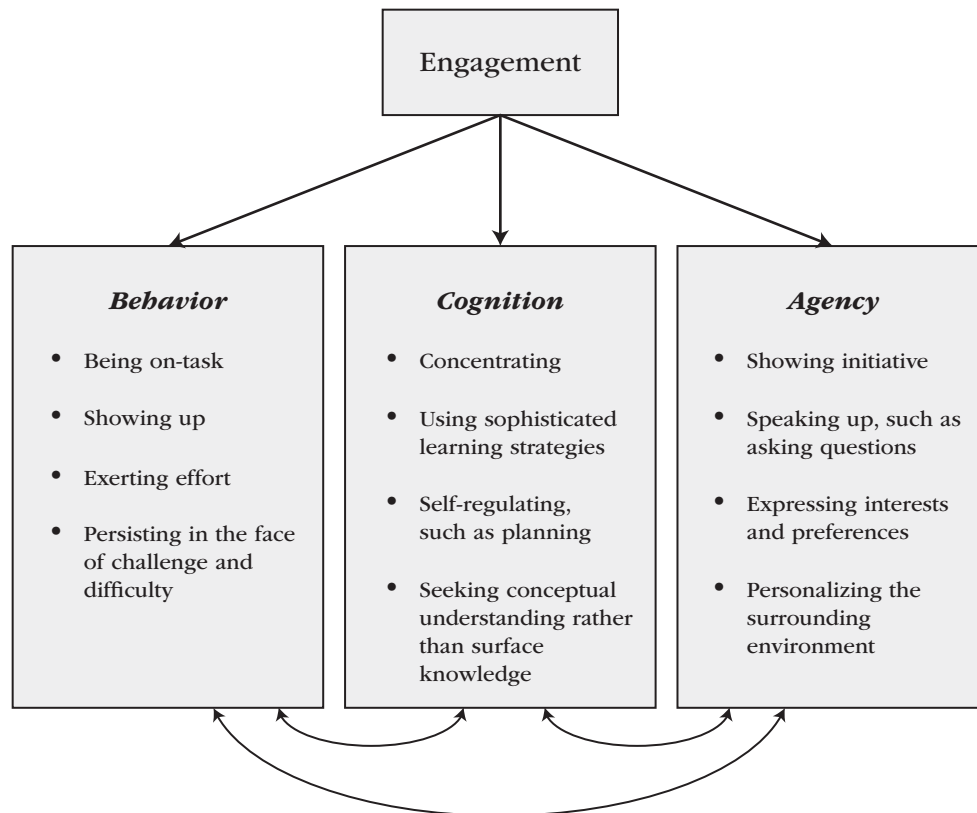 Engagement
Behavior
• Being on-task
• Showing up
• Exerting effort
• Persisting in the face
of challenge and
difficulty
Cognition
• Concentrating
• Using sophisticated
learning strategies
• Self-regulating,
such as planning
• Seeking conceptual
understanding rather
than surface
knowledge
Agency
• Showing initiative
• Speaking up, such as
asking questions
• Expressing interests
and preferences
• Personalizing the
surrounding
environment